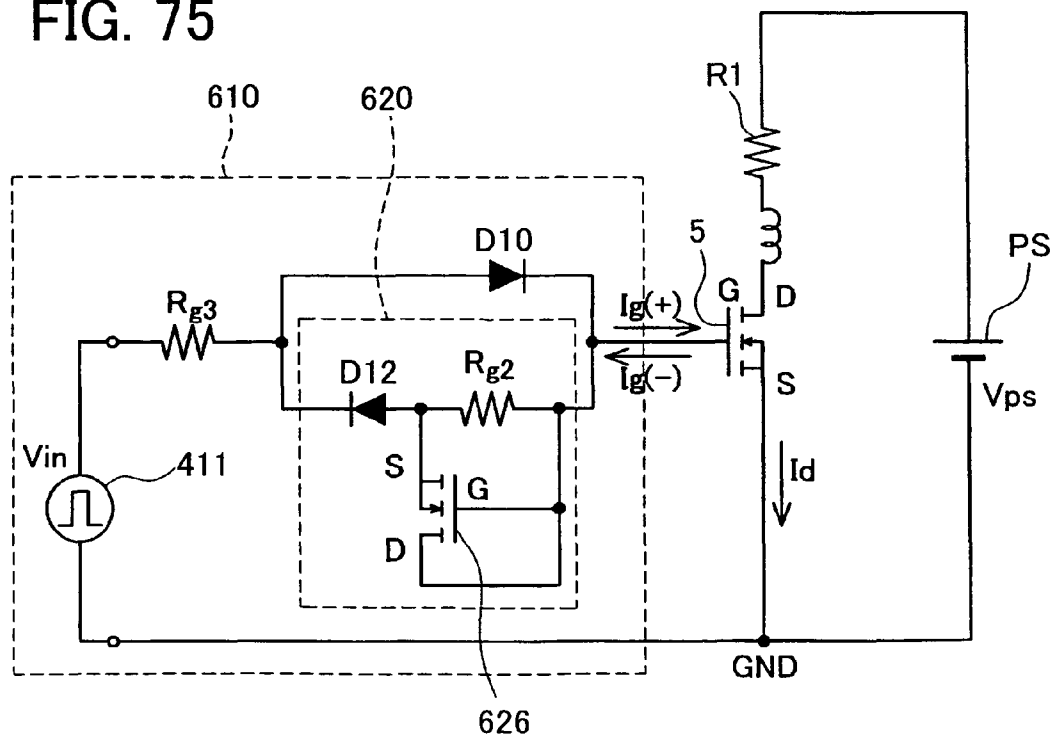 FIG. 75
610
620
R1
D10
5
PS
G
D
Ig(+)
Rg3
D12
Rg2
Ig(-)
S
Vps
Vin
411
S
G
Id
D
GND
626